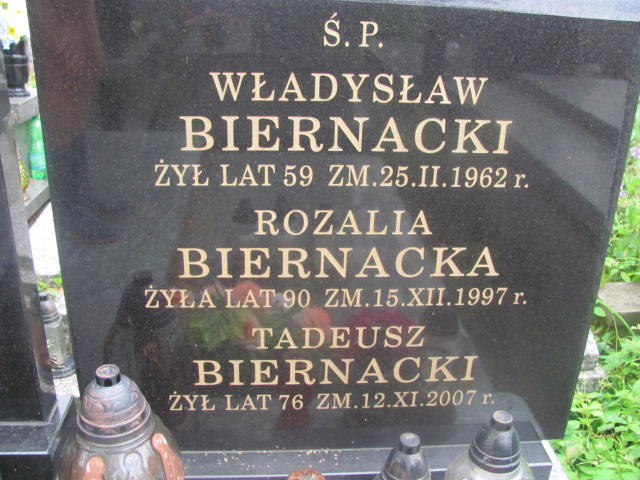 Ś. P.
WŁADYSŁAW
BIERNACKI
ŻYŁ LAT 59 ZM.25.II.1962 r.
ROZALIA
BIERNACKA
ŻYŁA LAT 90 ZM.15.XII.1997 r.
TADEUSZ
BIERNACKI
ŻYŁ LAT 76 ZM.12.XI.2007 r.